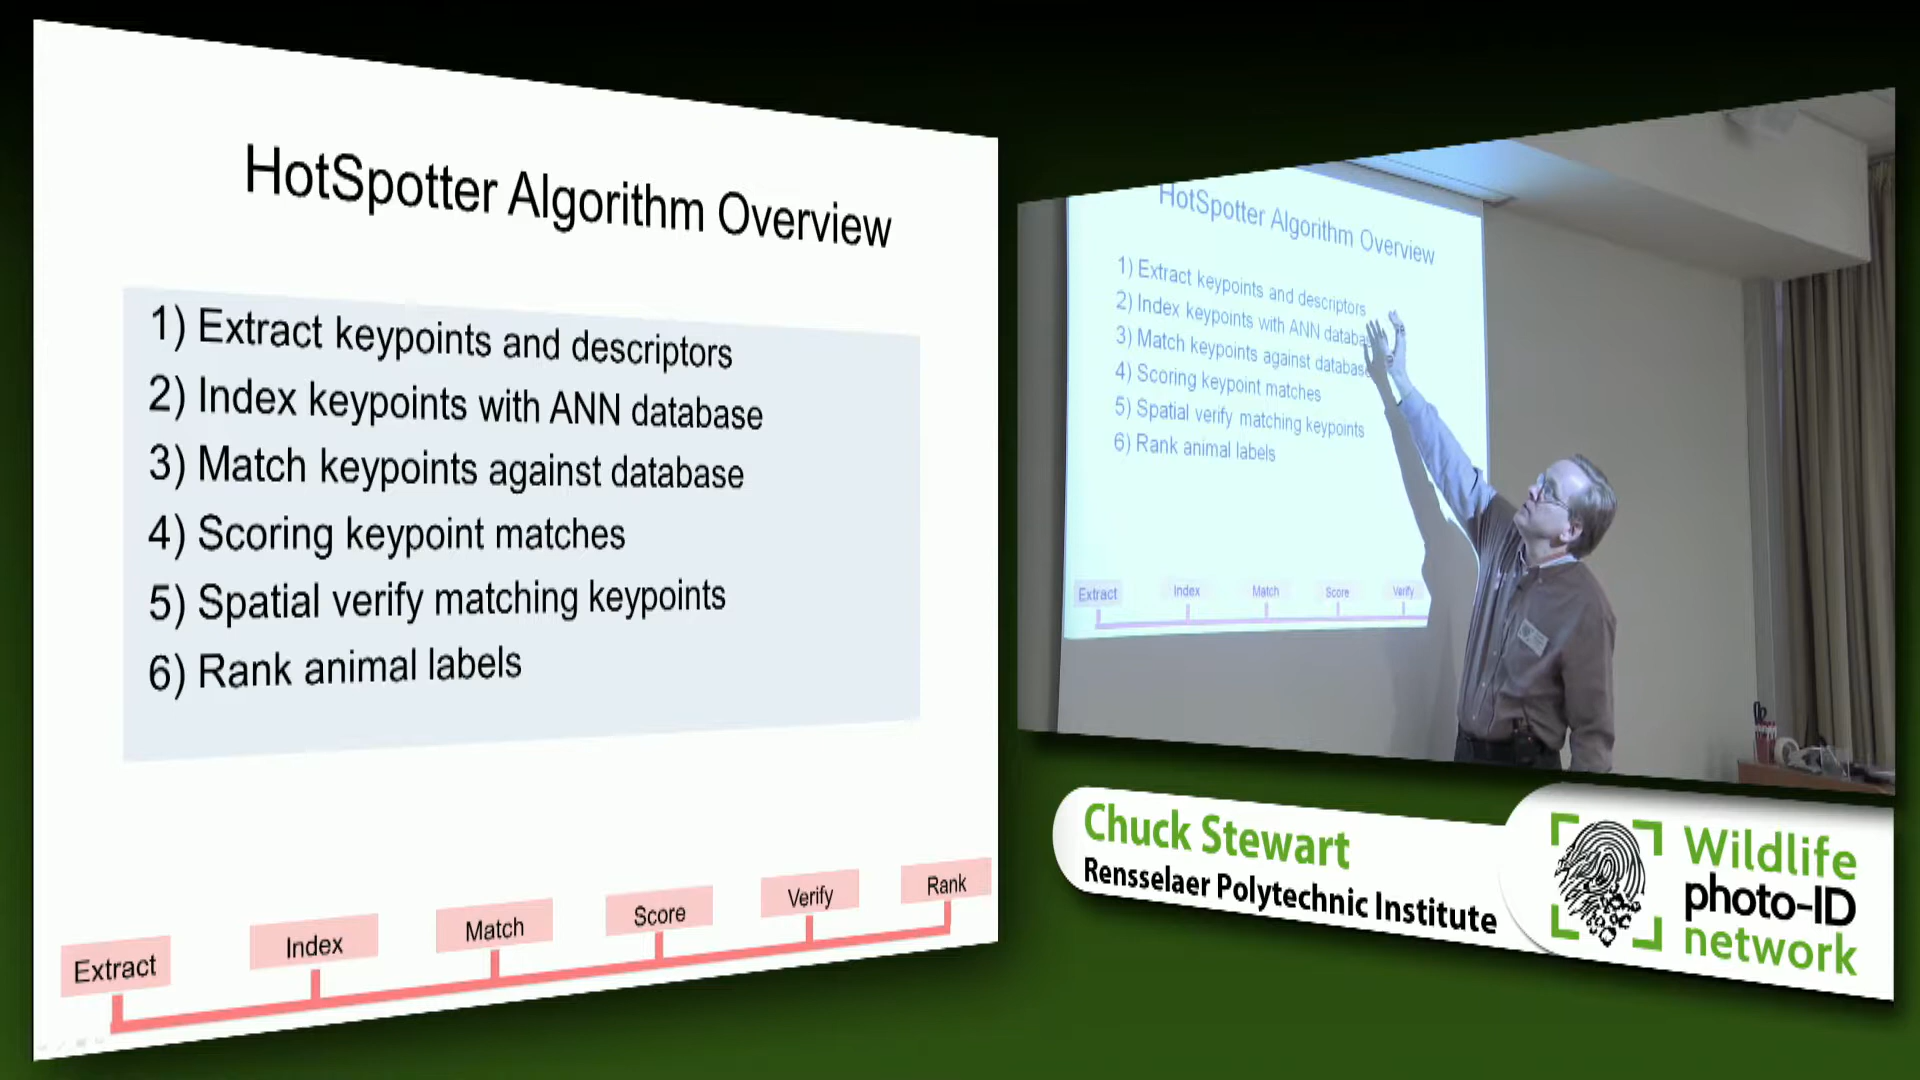 HotSpotter Algorithm Overview
1) Extract keypoints and descriptors
2) Index keypoints with ANN database
3) Match keypoints against database
4) Scoring keypoint matches
5) Spatial verify matching keypoints
6) Rank animal labels
Extract
Index
Match
Score
Verify
Rank
HotSpotter Algorithm Overview
1) Extract keypoints and descriptors
2) Index keypoints with ANN
3) Match keypoints against database
4) Scoring keypoint matches
5) Spatial verify matching keypoints
6) Rank animal labels
Extract
Index
Match
Score
Verify
Chuck Stewart
Rensselaer Polytechnic Institute
Wildlife
photo-ID
network